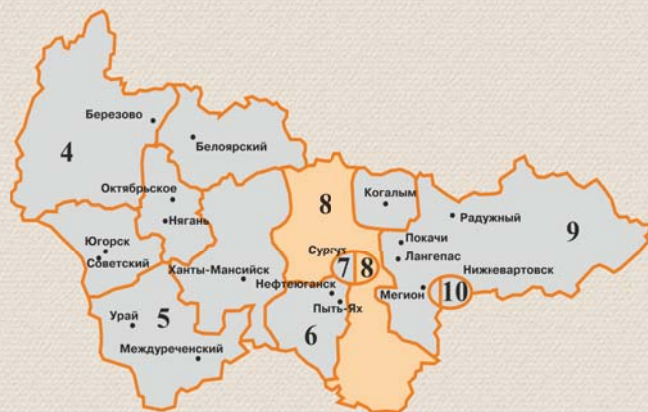 Березово
4
Белоярский
Октябрьское
8
Когалым
Нягань
Радужный
9
Югорск
Покачи
Советский
Сургут
7 8
Лангепас
Ханты-Мансийск
Нефтеюганск
Нижневартовск
Мегион
10
Пыть-Ях
Урай
5
6
Междуреченский